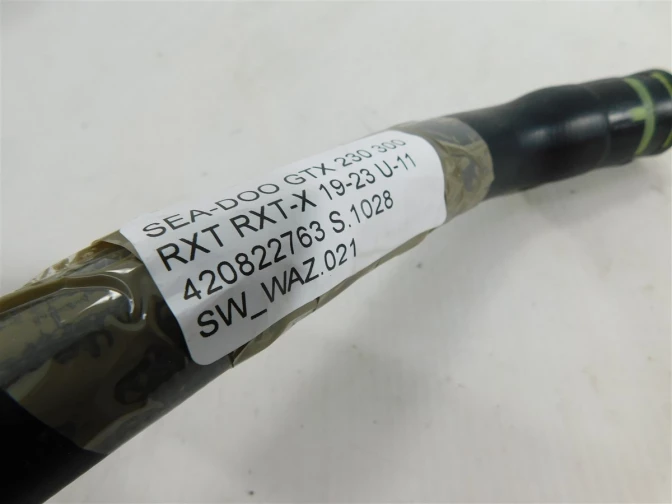 SEA-DOO GTX 230 300
RXT RXT-X 19-23 U-11
420822763 S.1028
SW_WAZ.021